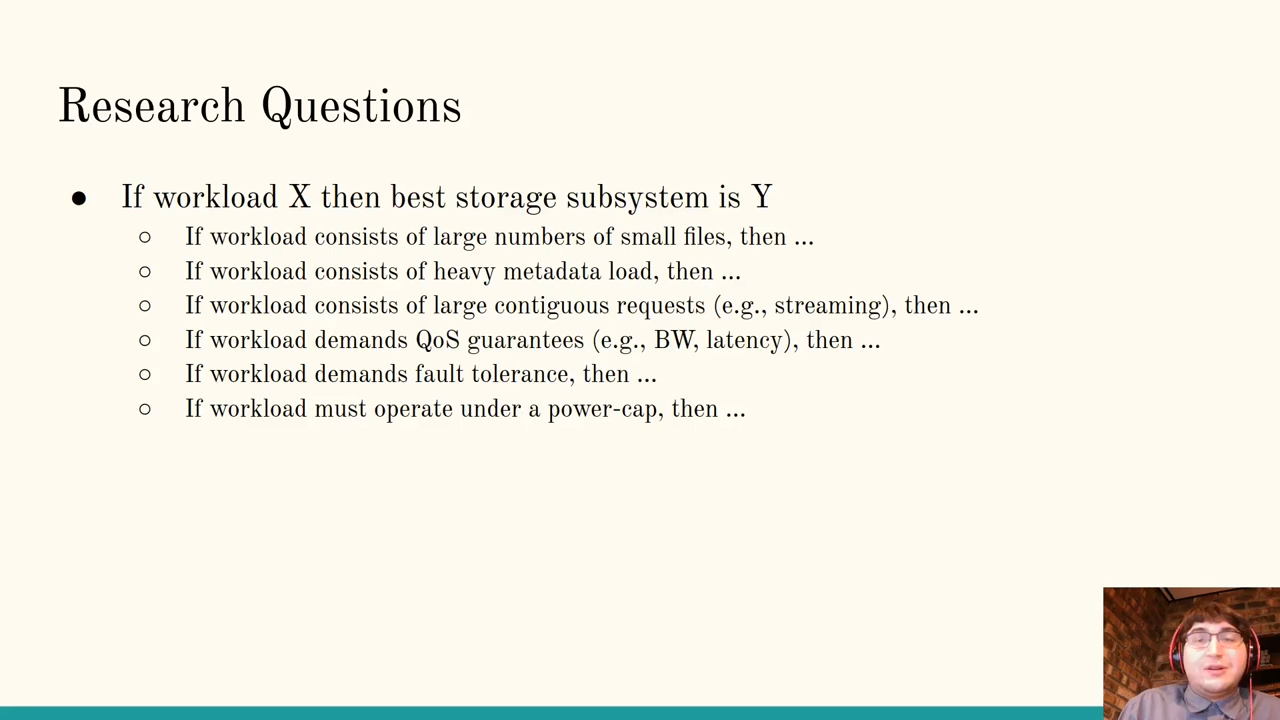 Research Questions
● If workload X then best storage subsystem is Y
○ If workload consists of large numbers of small files, then ...
○ If workload consists of heavy metadata load, then ...
○ If workload consists of large contiguous requests (e.g., streaming), then ...
○ If workload demands QoS guarantees (e.g., BW, latency), then ...
○ If workload demands fault tolerance, then ...
○ If workload must operate under a power-cap, then ...